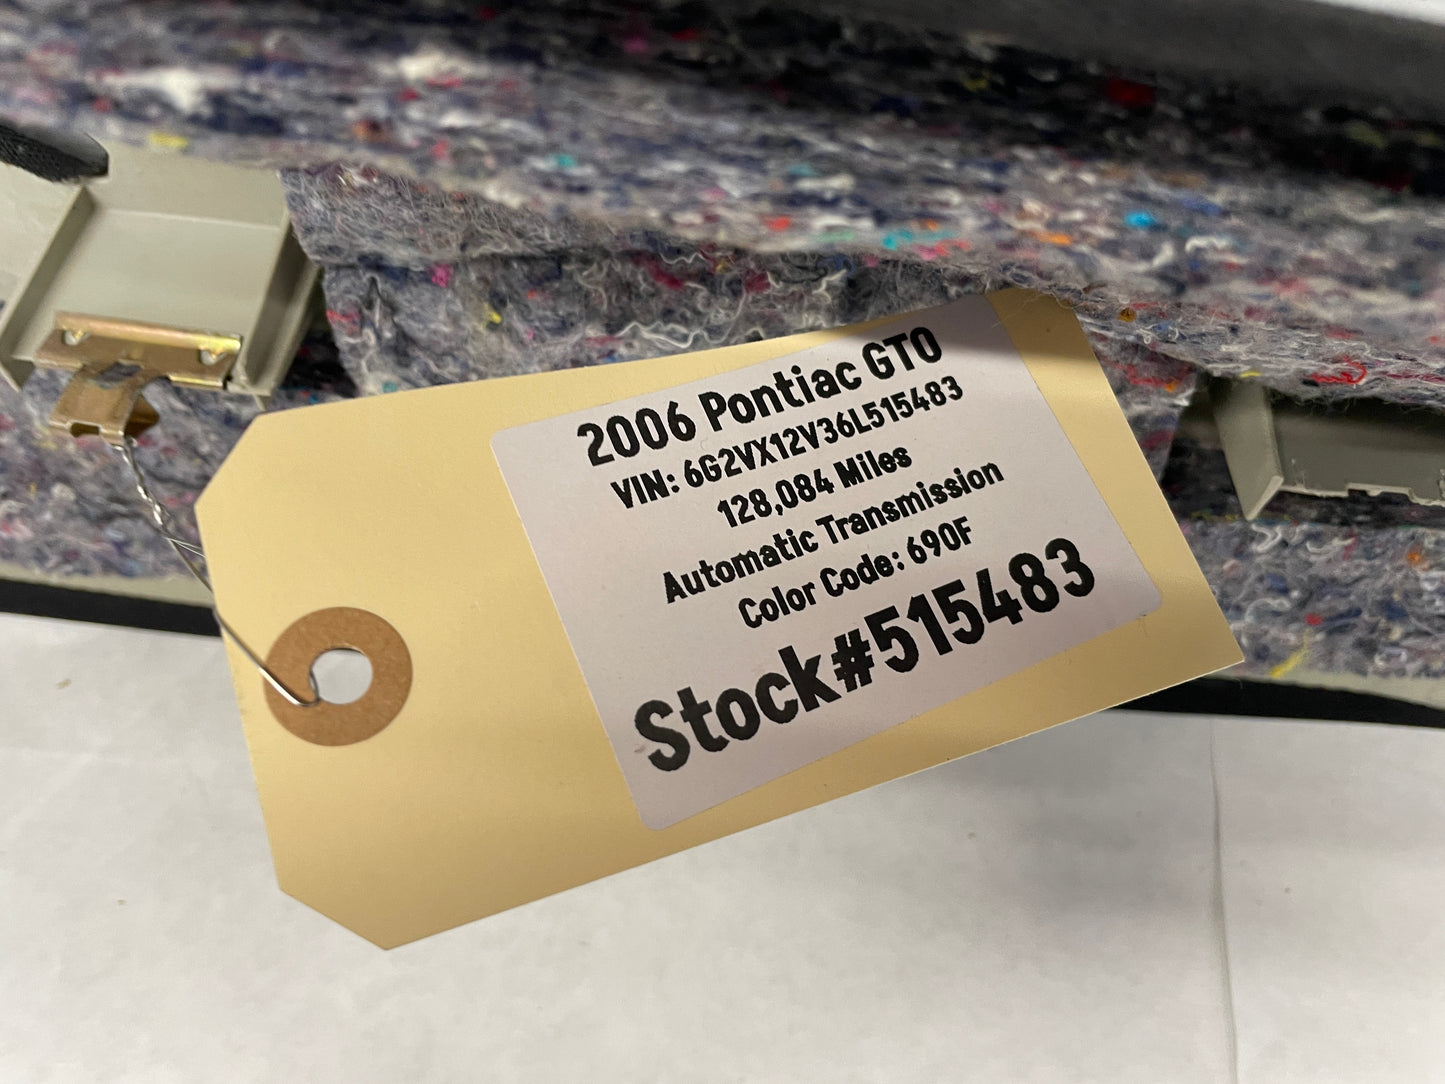 2006 Pontiac GTO
VIN: 6G2VX12V36L515483
128,084 Miles
Automatic Transmission
Color Code: 690F
Stock#515483